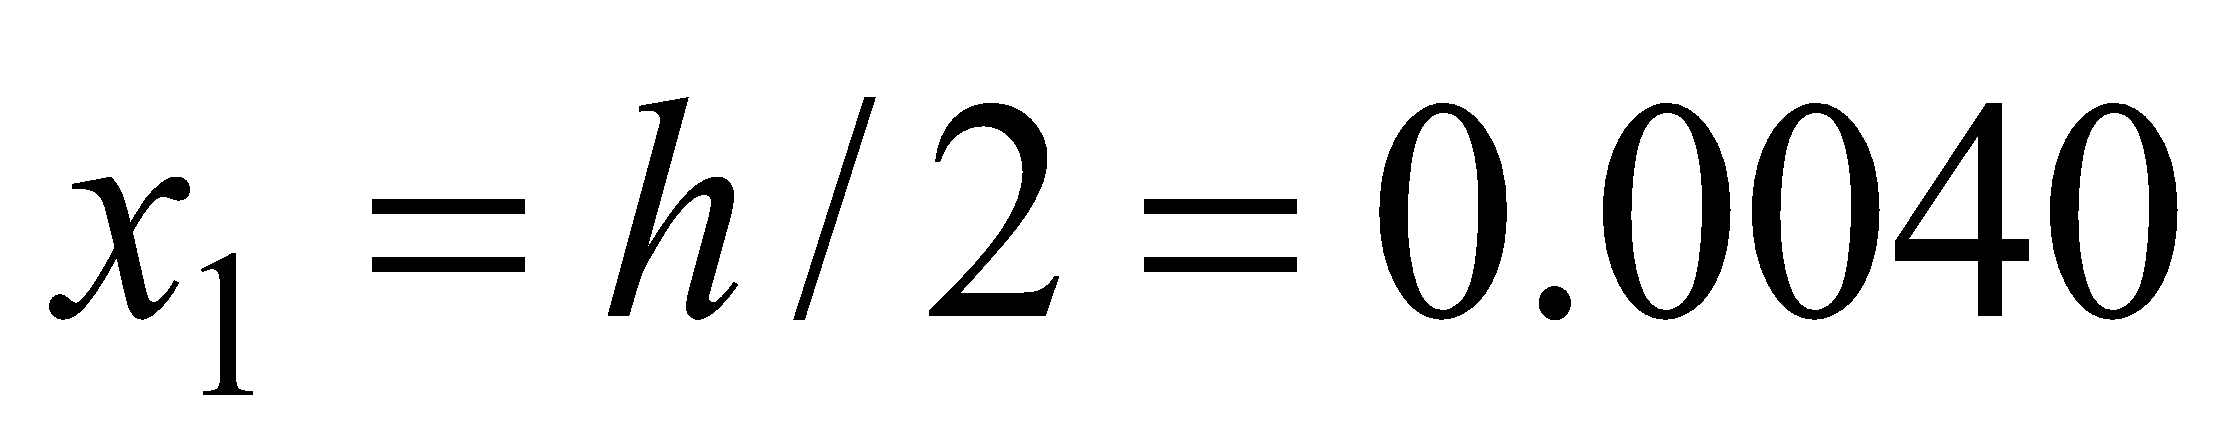 x₁ = h / 2 = 0.0040